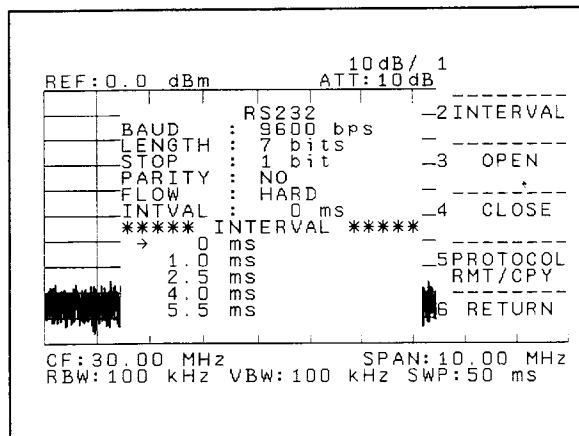 10dB/ 1
REF:0.0 dBm ATT:10dB
RS232
BAUD : 9600 bps
LENGTH : 7 bits
STOP : 1 bit
PARITY : NO
FLOW : HARD
INTVAL : 0 ms
***** INTERVAL *****
→ 0 ms
1.0 ms
2.5 ms
4.0 ms
5.5 ms
2 INTERVAL
3 OPEN
4 CLOSE
5 PROTOCOL
RMT/CPY
6 RETURN
CF:30.00 MHz SPAN:10.00 MHz
RBW:100 kHz VBW:100 kHz SWP:50 ms